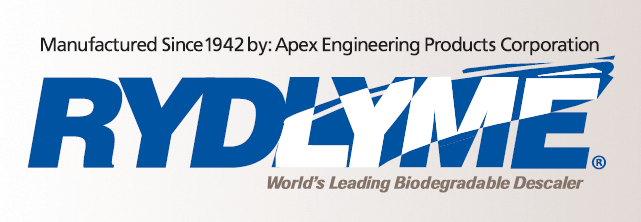 Manufactured Since 1942 by: Apex Engineering Products Corporation
RYDLYME®
World's Leading Biodegradable Descaler